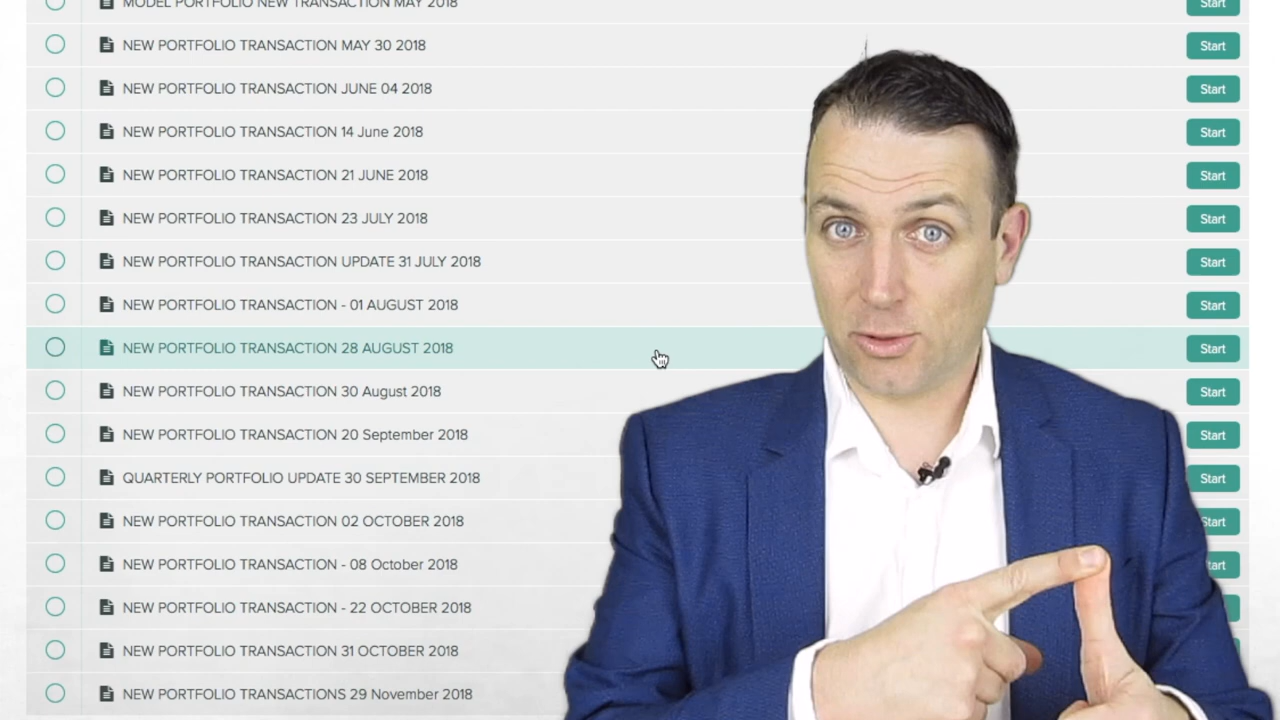 MODEL PORTFOLIO NEW TRANSACTION MAY 2018 Start
NEW PORTFOLIO TRANSACTION MAY 30 2018 Start
NEW PORTFOLIO TRANSACTION JUNE 04 2018 Start
NEW PORTFOLIO TRANSACTION 14 June 2018 Start
NEW PORTFOLIO TRANSACTION 21 JUNE 2018 Start
NEW PORTFOLIO TRANSACTION 23 JULY 2018 Start
NEW PORTFOLIO TRANSACTION UPDATE 31 JULY 2018 Start
NEW PORTFOLIO TRANSACTION - 01 AUGUST 2018 Start
NEW PORTFOLIO TRANSACTION 28 AUGUST 2018 Start
NEW PORTFOLIO TRANSACTION 30 August 2018 Start
NEW PORTFOLIO TRANSACTION 20 September 2018 Start
QUARTERLY PORTFOLIO UPDATE 30 SEPTEMBER 2018 Start
NEW PORTFOLIO TRANSACTION 02 OCTOBER 2018 Start
NEW PORTFOLIO TRANSACTION - 08 October 2018 tart
NEW PORTFOLIO TRANSACTION - 22 OCTOBER 2018
NEW PORTFOLIO TRANSACTION 31 OCTOBER 2018
NEW PORTFOLIO TRANSACTIONS 29 November 2018